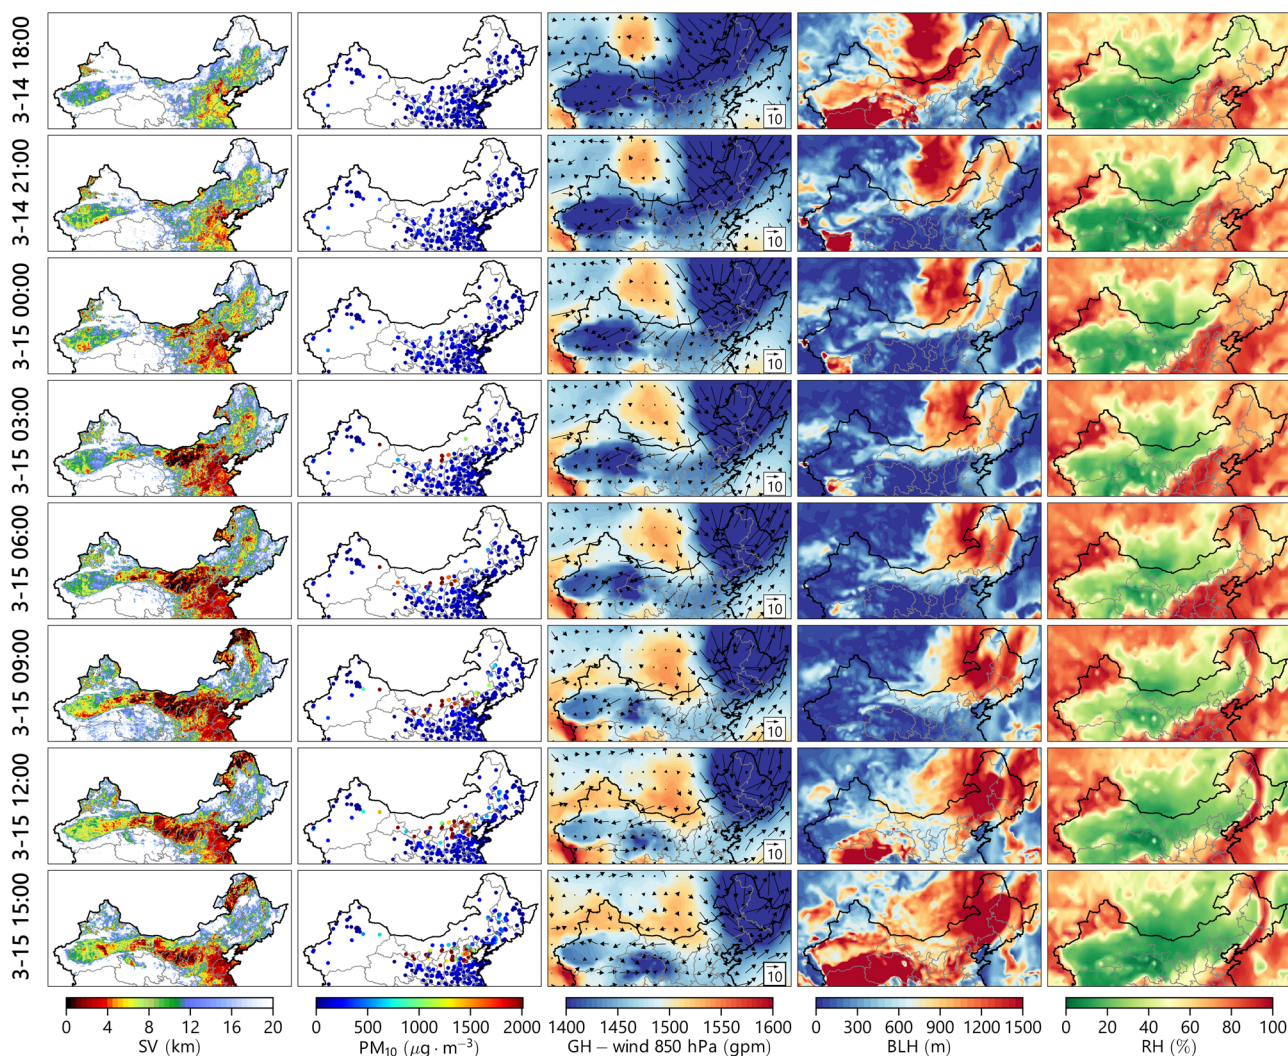 3-14 18:00
10
3-14 21:00
10
3-15 00:00
10
3-15 03:00
10
3-15 06:00
10
3-15 09:00
10
3-15 12:00
10
3-15 15:00
10
0 4 8 12 16 20
SV (km)
0 500 1000 1500 2000
PM₁₀ (μg · m⁻³)
1400 1450 1500 1550 1600
GH − wind 850 hPa (gpm)
0 300 600 900 1200 1500
BLH (m)
0 20 40 60 80 100
RH (%)